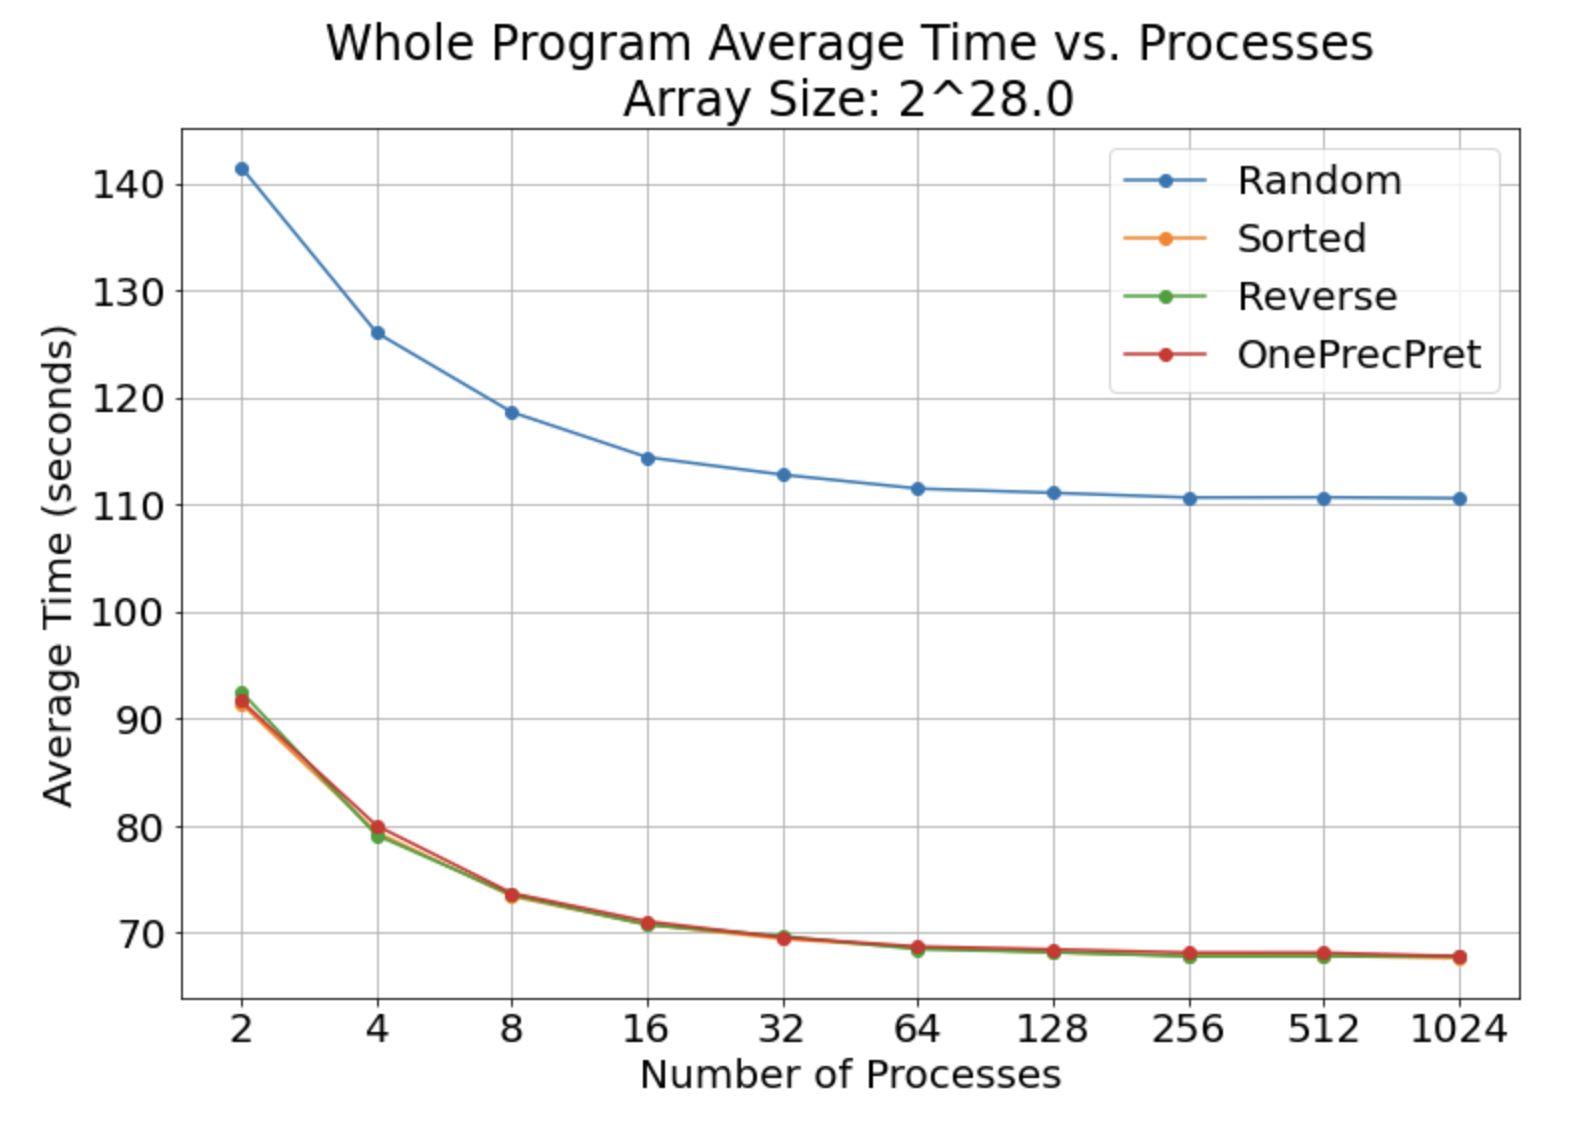 Whole Program Average Time vs. Processes
Array Size: 2^28.0
Random
Sorted
Reverse
OnePrecPret
140
130
120
110
100
90
80
70
Average Time (seconds)
2 4 8 16 32 64 128 256 512 1024
Number of Processes